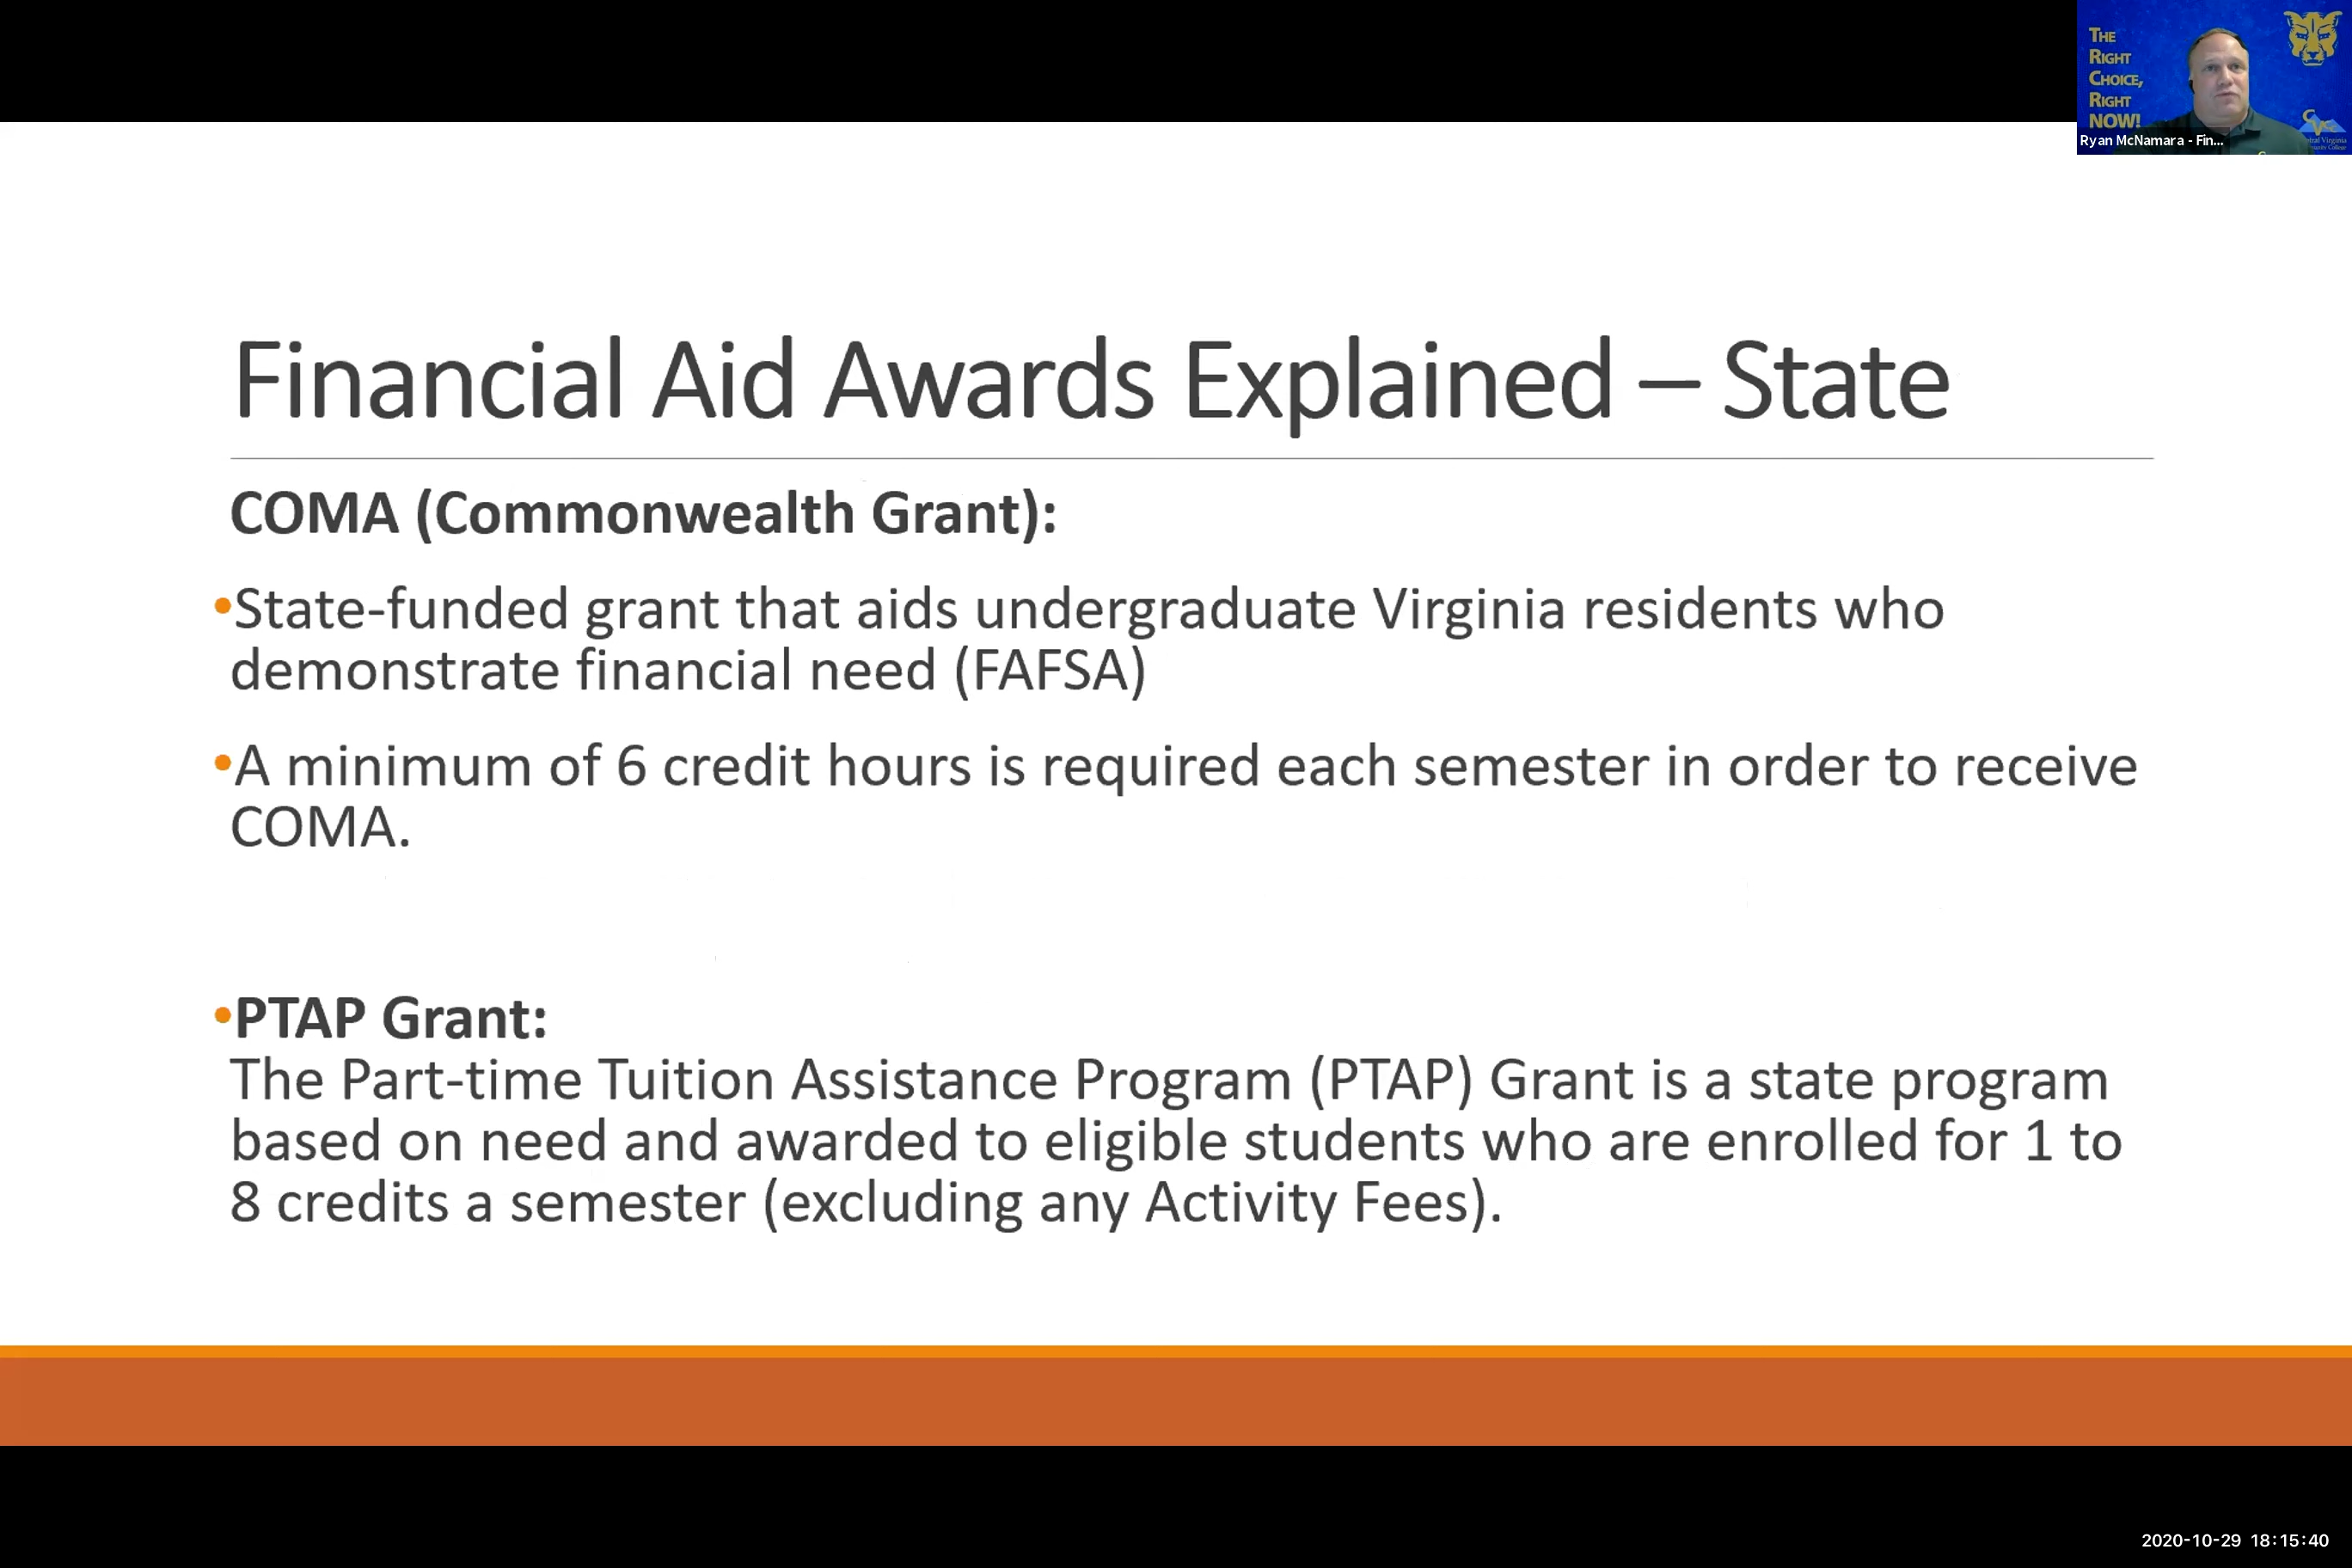 THE
RIGHT
CHOICE,
RIGHT
NOW!
Ryan McNamara - Fin...
Financial Aid Awards Explained – State
COMA (Commonwealth Grant):
•State-funded grant that aids undergraduate Virginia residents who
demonstrate financial need (FAFSA)
•A minimum of 6 credit hours is required each semester in order to receive
COMA.
•PTAP Grant:
The Part-time Tuition Assistance Program (PTAP) Grant is a state program
based on need and awarded to eligible students who are enrolled for 1 to
8 credits a semester (excluding any Activity Fees).
2020-10-29 18:15:40